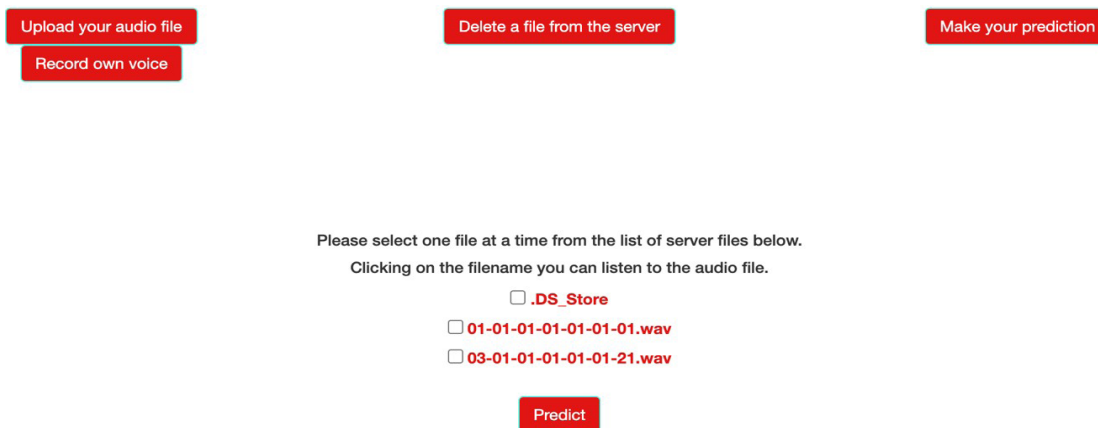 Upload your audio file
Delete a file from the server
Make your prediction
Record own voice
Please select one file at a time from the list of server files below.
Clicking on the filename you can listen to the audio file.
.DS_Store
01-01-01-01-01-01-01.wav
03-01-01-01-01-01-21.wav
Predict